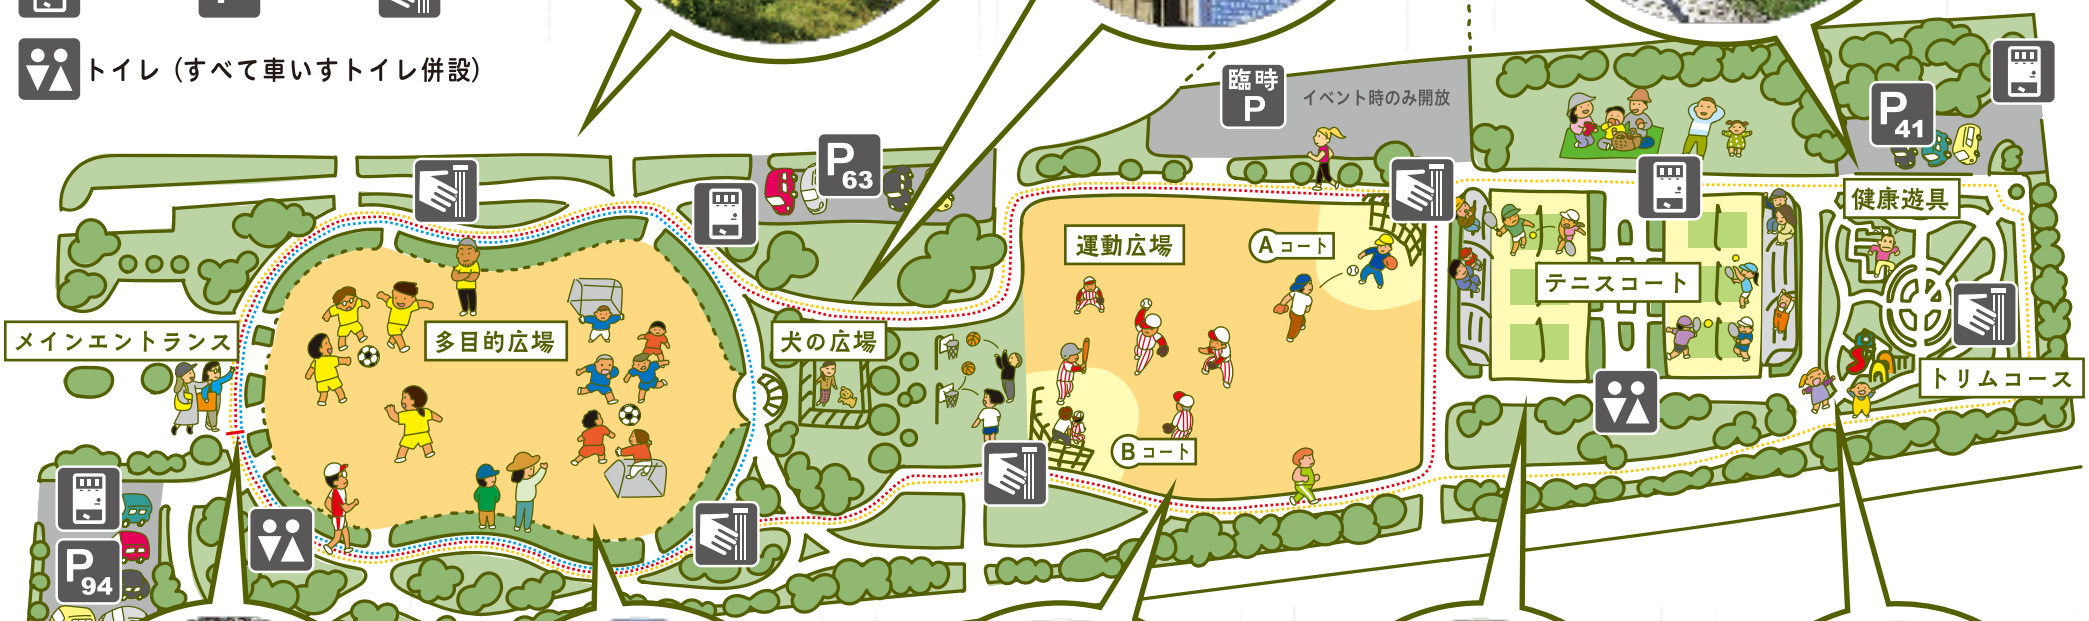 トイレ（すべて車いすトイレ併設）
臨時
P
イベント時のみ開放
P
41
P
63
健康遊具
運動広場
Aコート
テニスコート
メインエントランス
多目的広場
犬の広場
トリムコース
Bコート
P
94